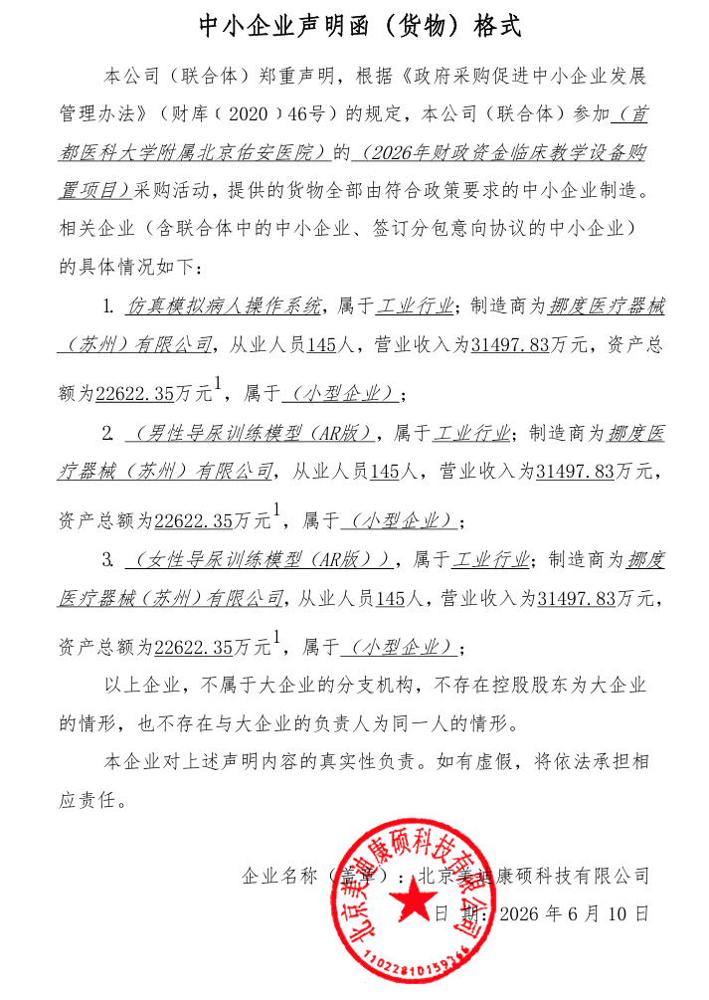 中小企业声明函（货物）格式
本公司（联合体）郑重声明，根据《政府采购促进中小企业发展
管理办法》（财库﹝2020﹞46号）的规定，本公司（联合体）参加（首
都医科大学附属北京佑安医院）的（2026年财政资金临床教学设备购
置项目）采购活动，提供的货物全部由符合政策要求的中小企业制造。
相关企业（含联合体中的中小企业、签订分包意向协议的中小企业）
的具体情况如下：
1. 仿真模拟病人操作系统，属于工业行业；制造商为挪度医疗器械
（苏州）有限公司，从业人员145人，营业收入为31497.83万元，资产总
额为22622.35万元1，属于（小型企业）；
2. （男性导尿训练模型（AR版），属于工业行业；制造商为挪度医
疗器械（苏州）有限公司，从业人员145人，营业收入为31497.83万元，
资产总额为22622.35万元1，属于（小型企业）；
3. （女性导尿训练模型（AR版）），属于工业行业；制造商为挪度
医疗器械（苏州）有限公司，从业人员145人，营业收入为31497.83万元，
资产总额为22622.35万元1，属于（小型企业）；
以上企业，不属于大企业的分支机构，不存在控股股东为大企业
的情形，也不存在与大企业的负责人为同一人的情形。
本企业对上述声明内容的真实性负责。如有虚假，将依法承担相
应责任。
企业名称（盖章）：北京美迪康硕科技有限公司
日 期：2026 年 6 月 10 日
北京美迪康硕科技有限公司
11022810159366